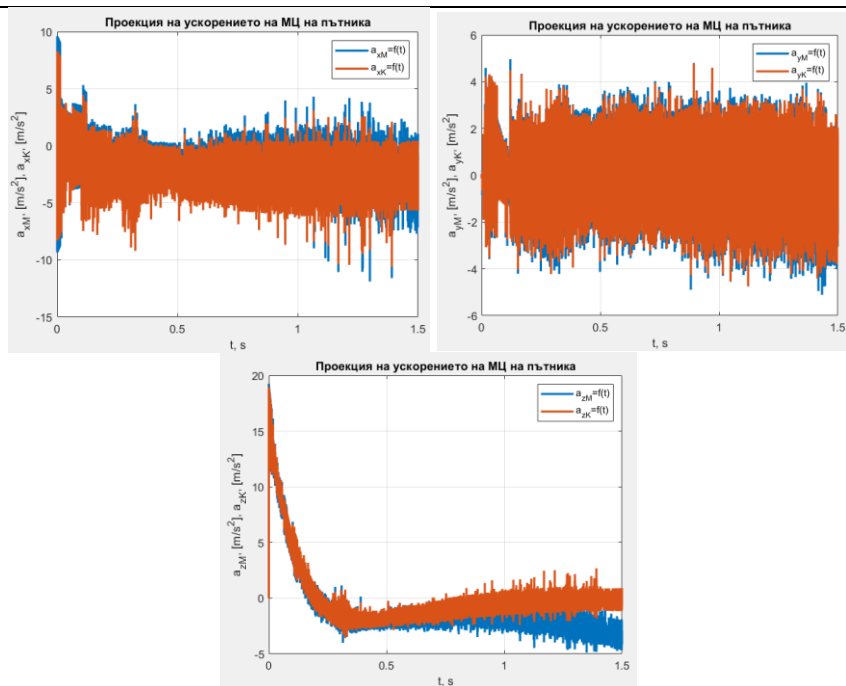 Проекция на ускорението на МЦ на пътника
a_xM=f(t)
a_xK=f(t)
a_xM, [m/s^2], a_xK, [m/s^2]
10
5
0
-5
-10
-15
0
0.5
1
1.5
t, s
Проекция на ускорението на МЦ на пътника
a_yM=f(t)
a_yK=f(t)
a_yM, [m/s^2], a_yK, [m/s^2]
6
4
2
0
-2
-4
-6
0
0.5
1
1.5
t, s
Проекция на ускорението на МЦ на пътника
a_zM=f(t)
a_zK=f(t)
a_zM, [m/s^2], a_zK, [m/s^2]
20
15
10
5
0
-5
0
0.5
1
1.5
t, s